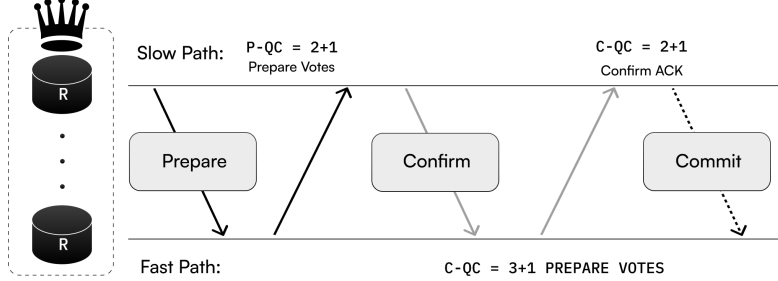 Slow Path:
P-QC = 2+1
Prepare Votes
C-QC = 2+1
Confirm ACK
R
Prepare
Confirm
Commit
R
Fast Path:
C-QC = 3+1 PREPARE VOTES